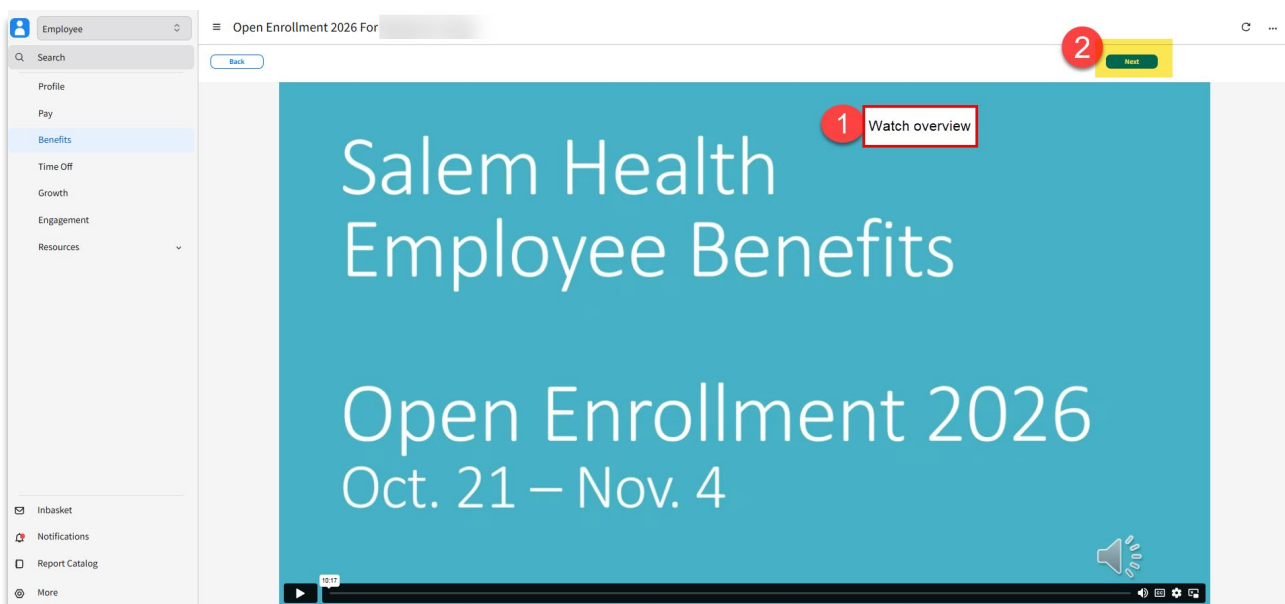 Employee
Open Enrollment 2026 For
Search
Back
2
Next
Profile
Pay
Benefits
Time Off
Growth
Engagement
Resources
1
Watch overview
Salem Health
Employee Benefits
Open Enrollment 2026
Oct. 21 – Nov. 4
Inbasket
Notifications
Report Catalog
More
10:17
CC